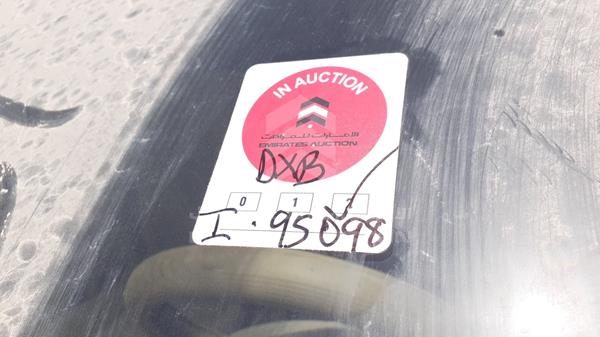 IN AUCTION
الإمارات للمزادات
EMIRATES AUCTION
DXB
0 1 2
I. 95098